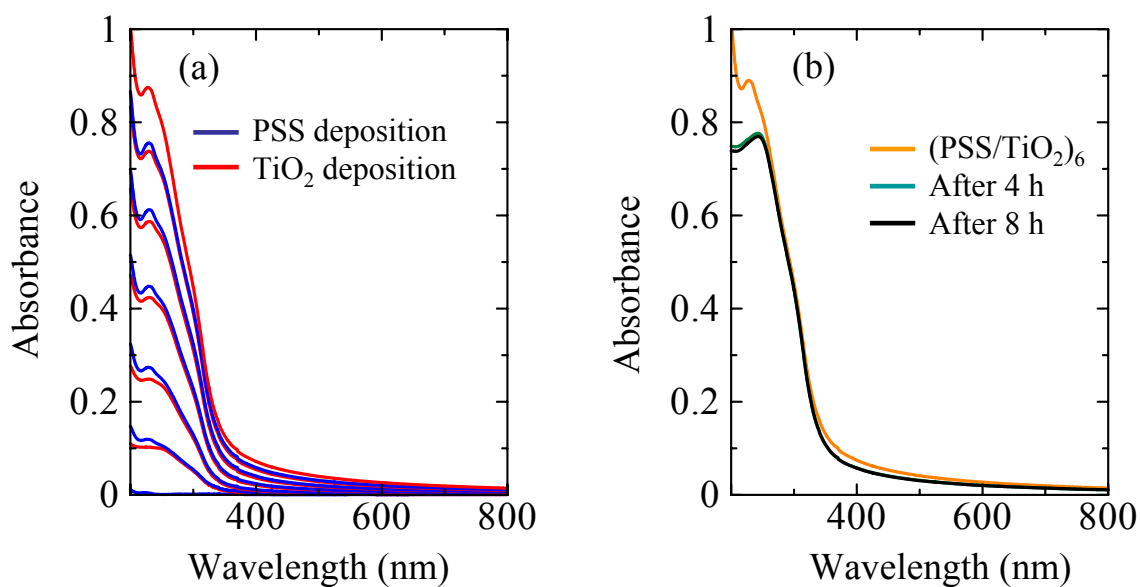 (a)
PSS deposition
TiO₂ deposition
1
0.8
0.6
0.4
0.2
0
400
600
800
Absorbance
Wavelength (nm)
(b)
(PSS/TiO₂)₆
After 4 h
After 8 h
1
0.8
0.6
0.4
0.2
0
400
600
800
Absorbance
Wavelength (nm)